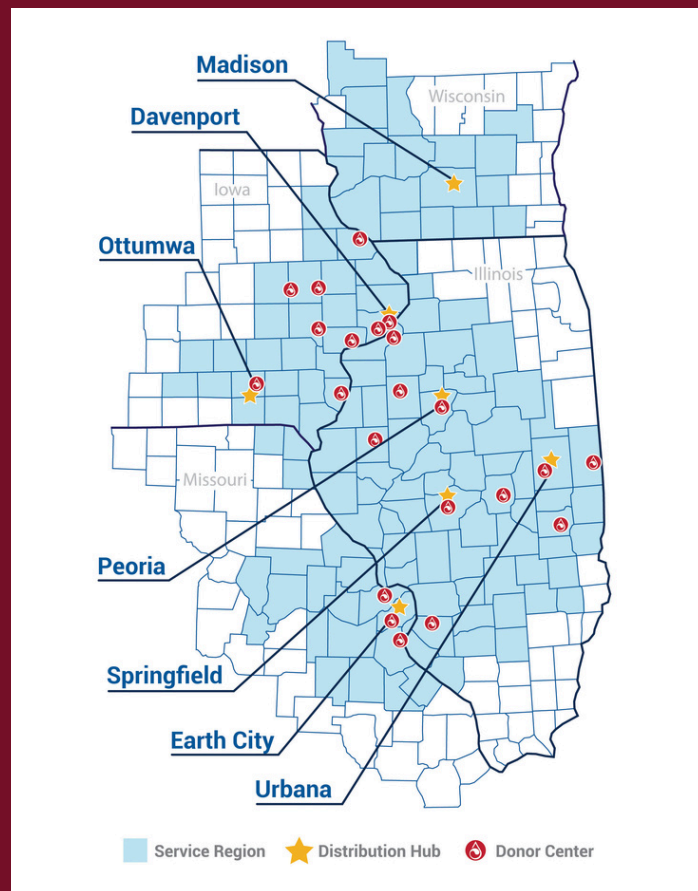 Madison
Wisconsin
Davenport
Iowa
Ottumwa
Illinois
Missouri
Peoria
Springfield
Earth City
Urbana
Service Region
Distribution Hub
Donor Center